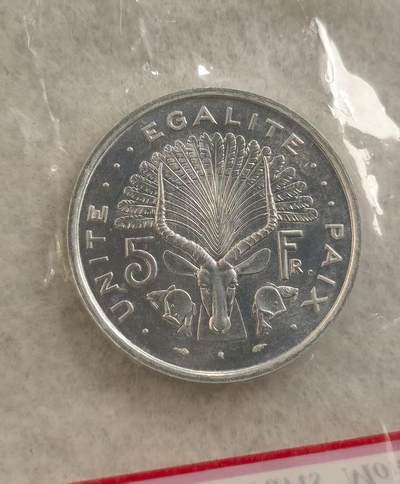 UNITE · EGALITE · PAIX
5 FR.